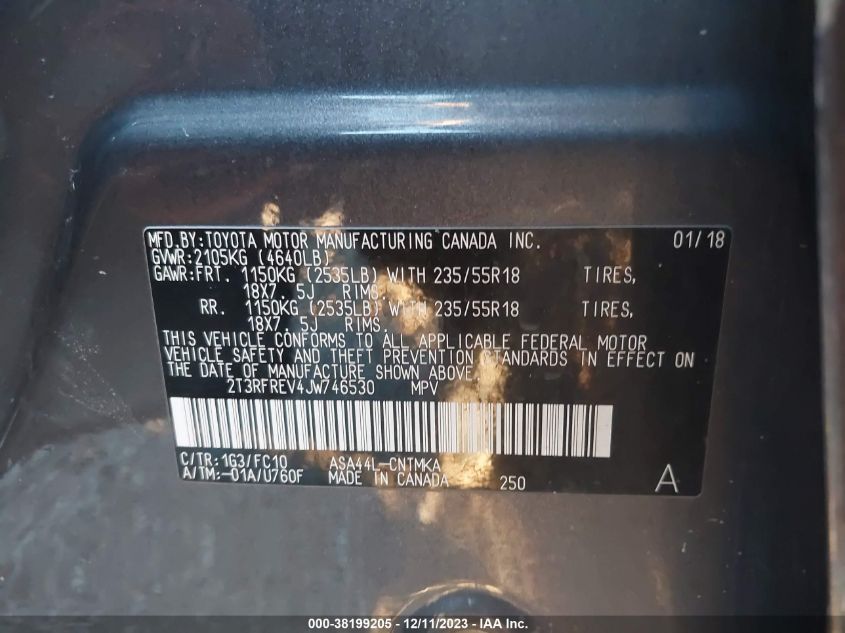 MFD.BY:TOYOTA MOTOR MANUFACTURING CANADA INC. 01/18
GVWR:2105KG (4640LB)
GAWR:FRT. 1150KG (2535LB) WITH 235/55R18 TIRES,
18X7. 5J RIMS.
RR. 1150KG (2535LB) WITH 235/55R18 TIRES,
18X7. 5J RIMS.
THIS VEHICLE CONFORMS TO ALL APPLICABLE FEDERAL MOTOR
VEHICLE SAFETY AND THEFT PREVENTION STANDARDS IN EFFECT ON
THE DATE OF MANUFACTURE SHOWN ABOVE.
2T3RFREV4JW746530 MPV
C/TR:1G3/FC10 ASA44L-CNTMKA
A/TM:-01A/U760F MADE IN CANADA 250 A
000-38199205 - 12/11/2023 - IAA Inc.